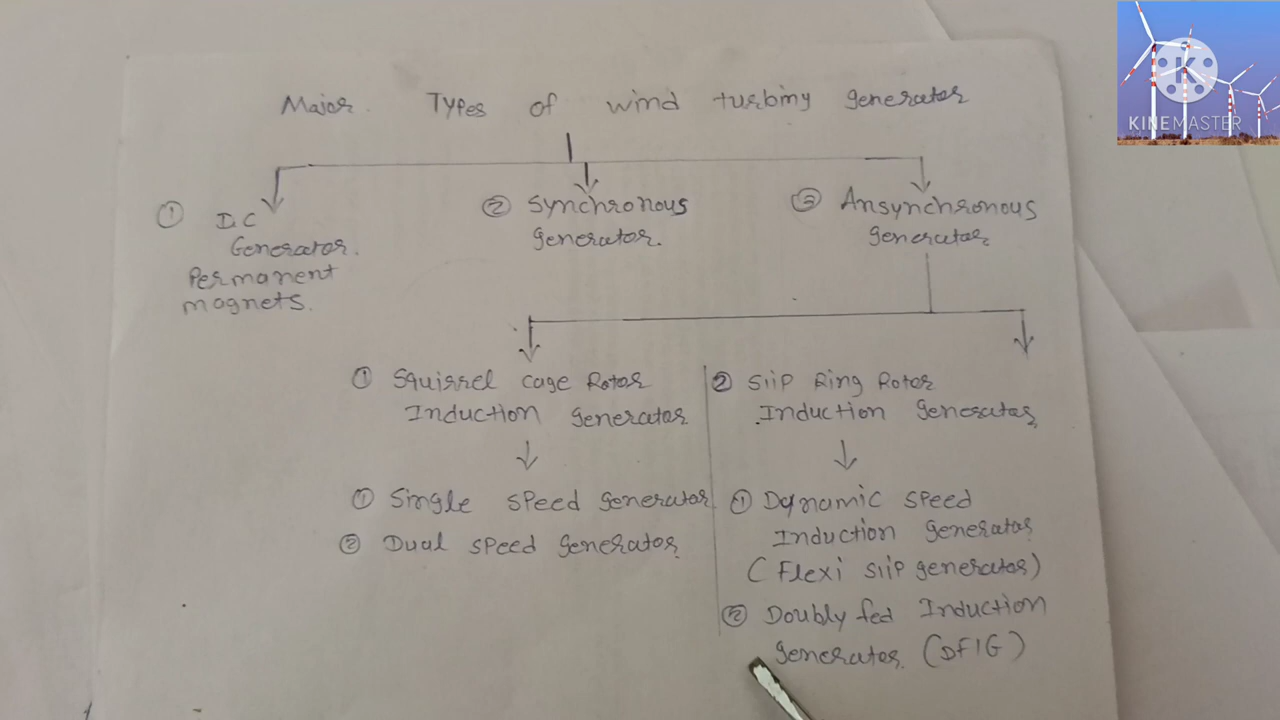 Major. Types of wind turbiny generator
① D.C
Generator.
Permanent
magnets.
② Synchronous
generator.
③ Ansynchronous
generator
① Squirrel cage Rotor
Induction generator
① Single speed generator
② Dual speed generator
② Slip Ring Rotor
Induction generator
① Dynamic speed
Induction generator
(Flexi slip generator)
② Doubly fed Induction
generator (DFIG)
K
KINEMASTER